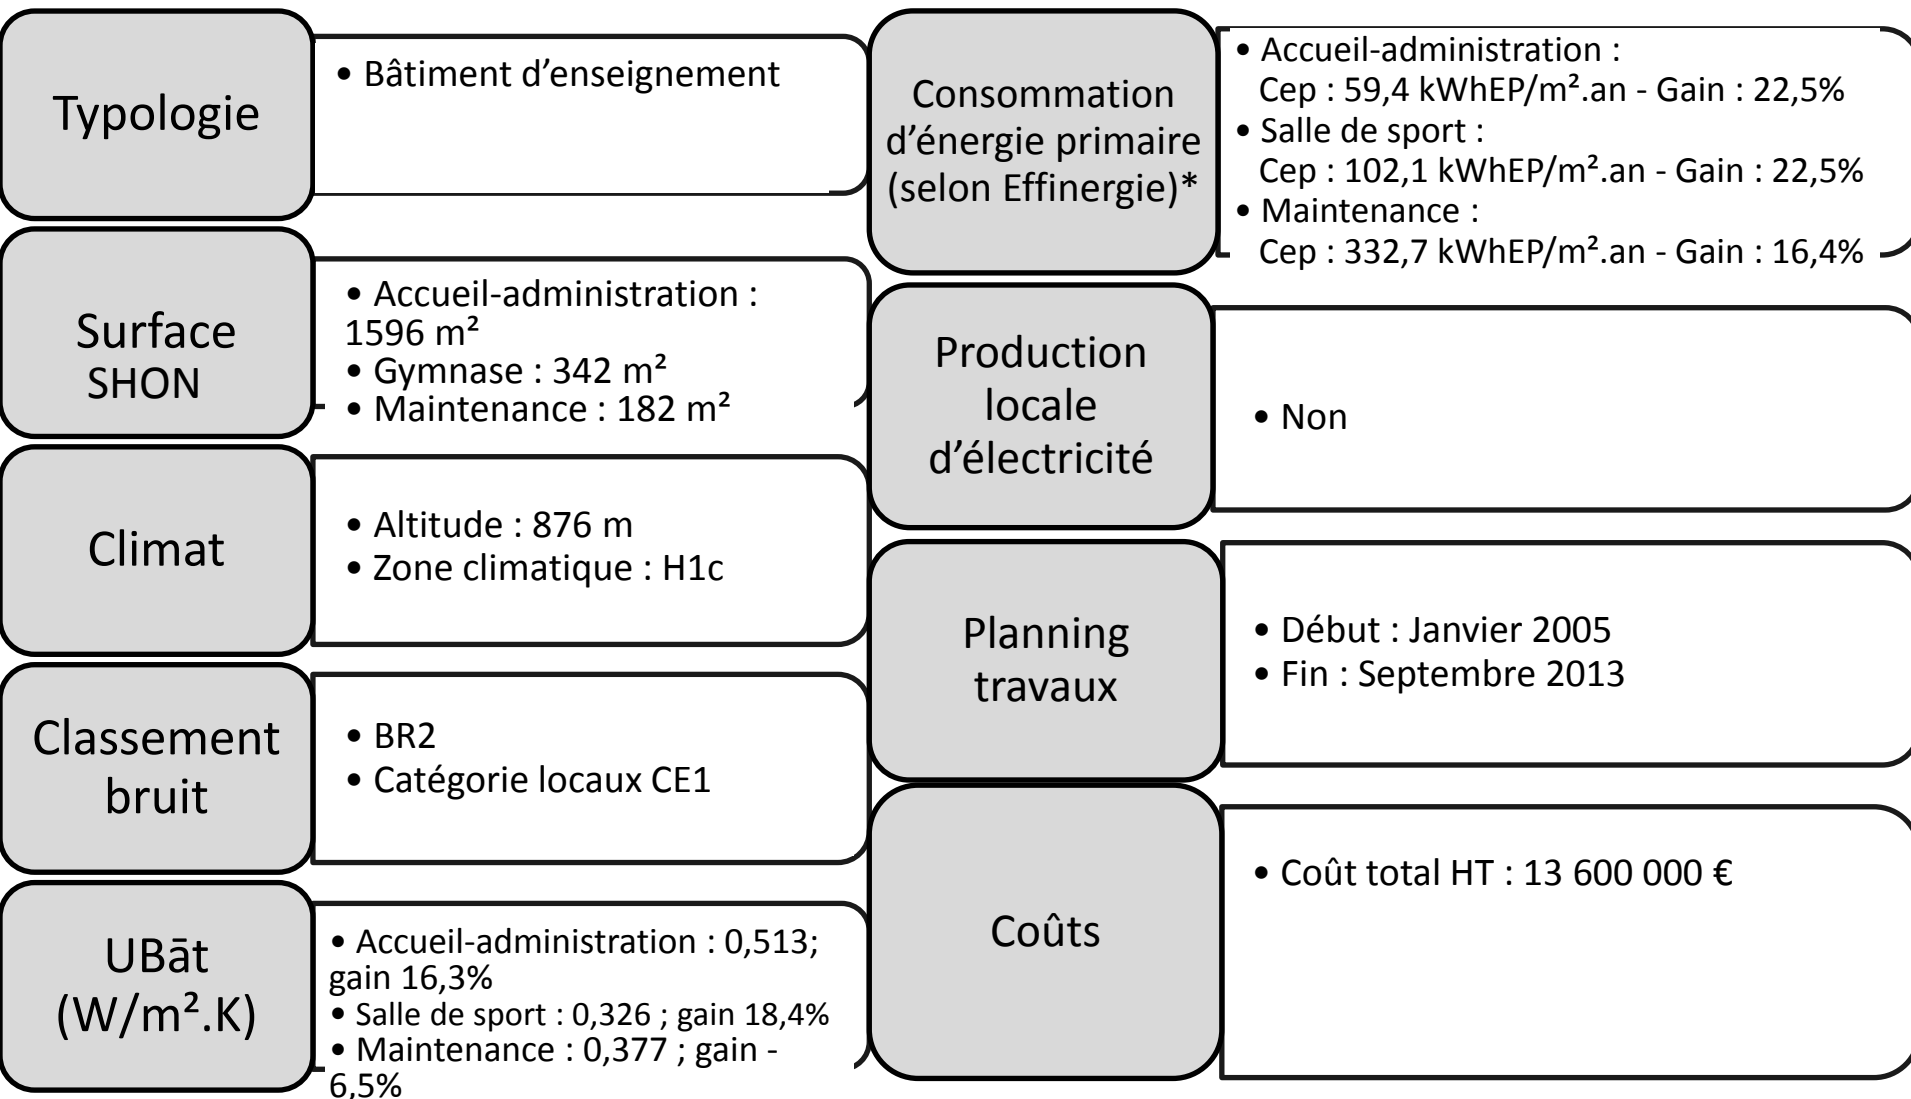 Typologie
• Bâtiment d’enseignement
Surface
SHON
• Accueil-administration :
1596 m²
• Gymnase : 342 m²
• Maintenance : 182 m²
Climat
• Altitude : 876 m
• Zone climatique : H1c
Classement
bruit
• BR2
• Catégorie locaux CE1
UBāt
(W/m².K)
• Accueil-administration : 0,513;
gain 16,3%
• Salle de sport : 0,326 ; gain 18,4%
• Maintenance : 0,377 ; gain -
6,5%
Consommation
d’énergie primaire
(selon Effinergie)*
• Accueil-administration :
Cep : 59,4 kWhEP/m².an - Gain : 22,5%
• Salle de sport :
Cep : 102,1 kWhEP/m².an - Gain : 22,5%
• Maintenance :
Cep : 332,7 kWhEP/m².an - Gain : 16,4%
Production
locale
d’électricité
• Non
Planning
travaux
• Début : Janvier 2005
• Fin : Septembre 2013
Coûts
• Coût total HT : 13 600 000 €